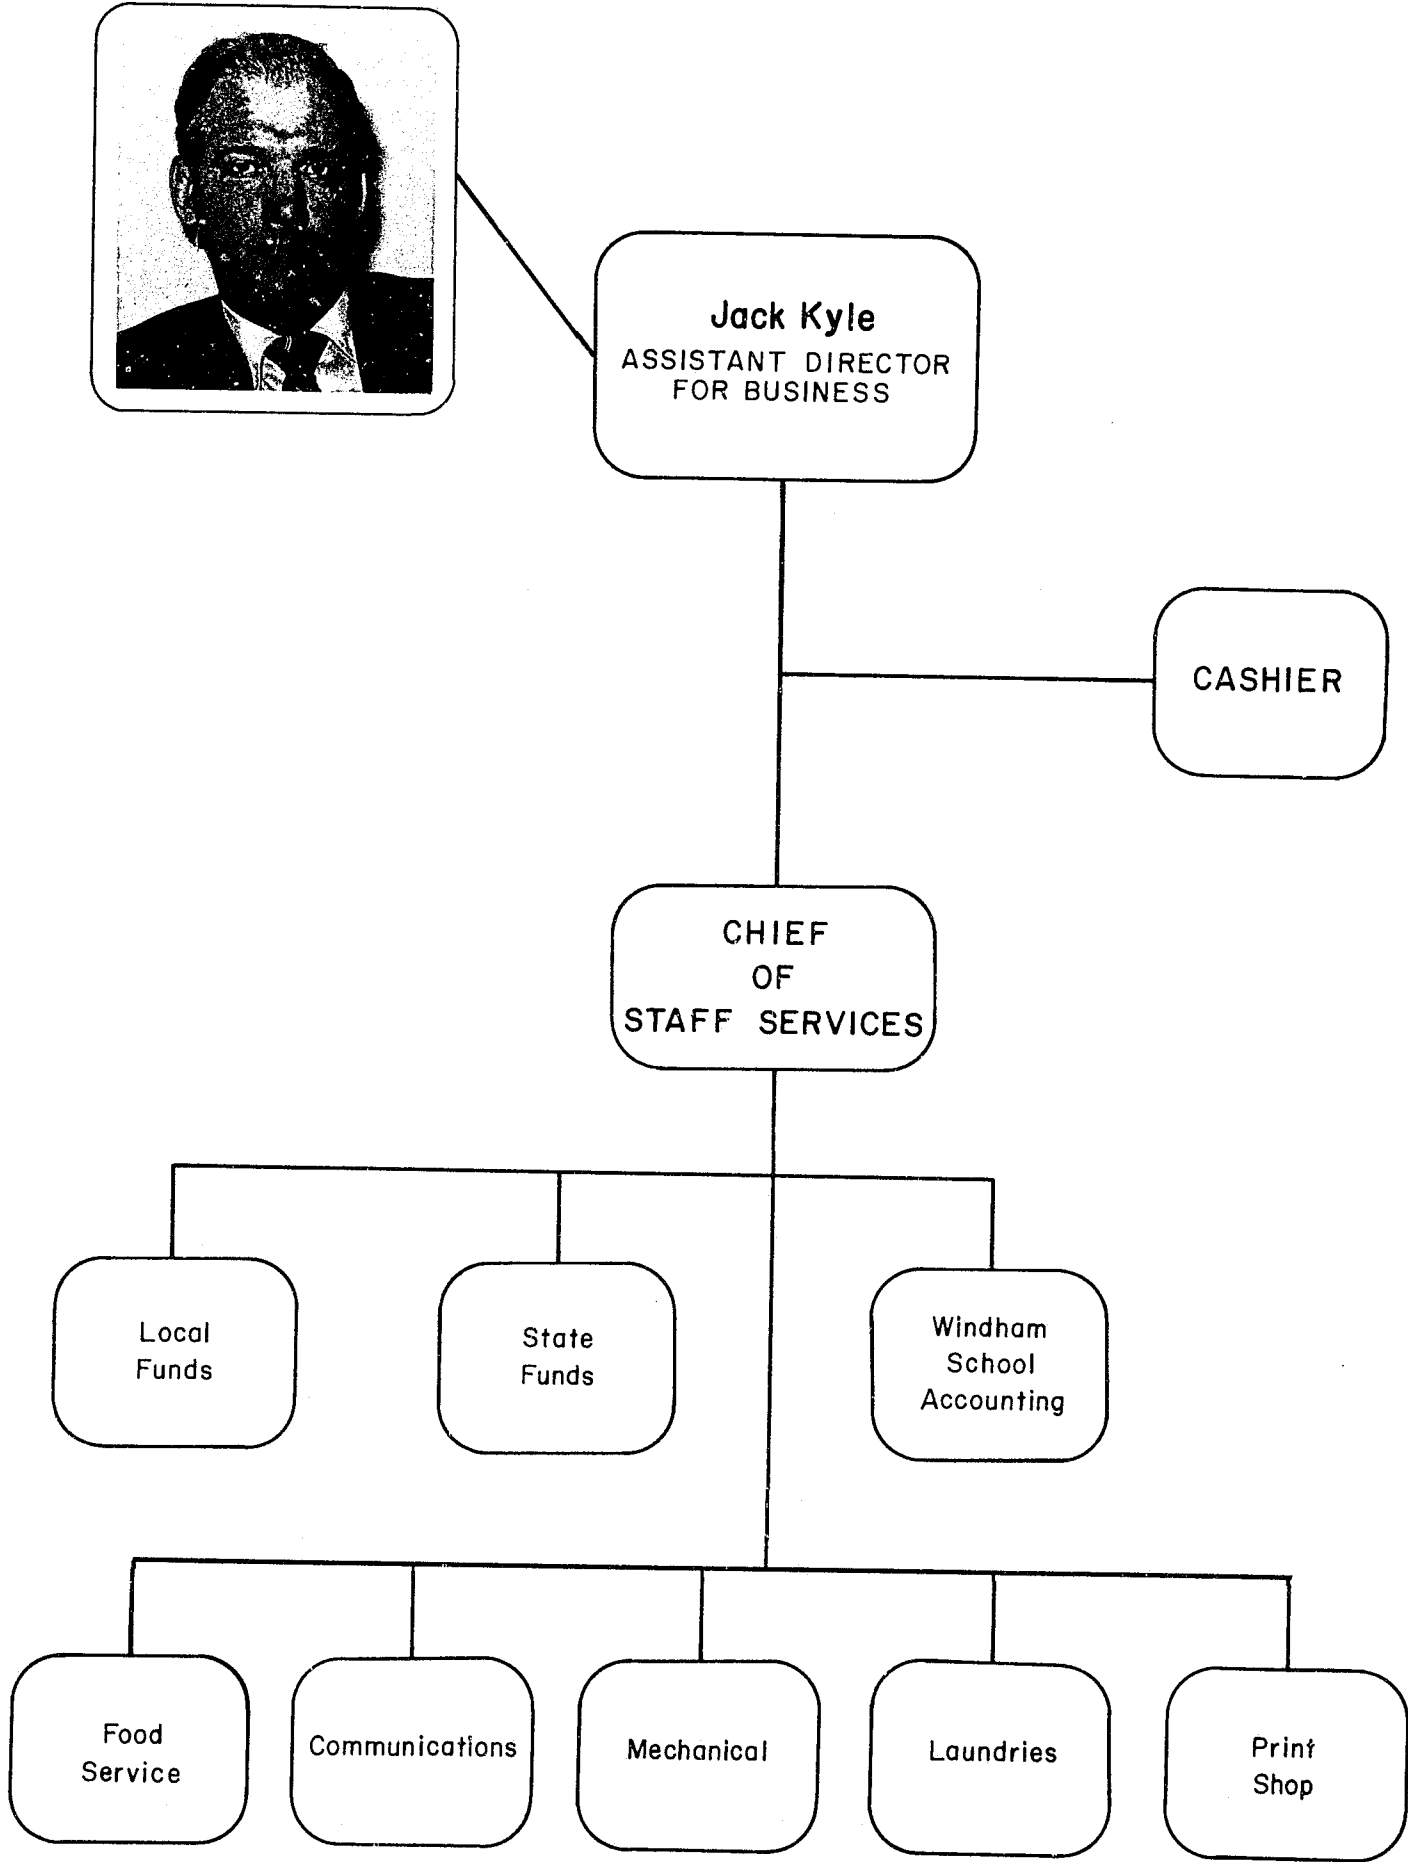 Jack Kyle
ASSISTANT DIRECTOR
FOR BUSINESS
CASHIER
CHIEF
OF
STAFF SERVICES
Local
Funds
State
Funds
Windham
School
Accounting
Food
Service
Communications
Mechanical
Laundries
Print
Shop